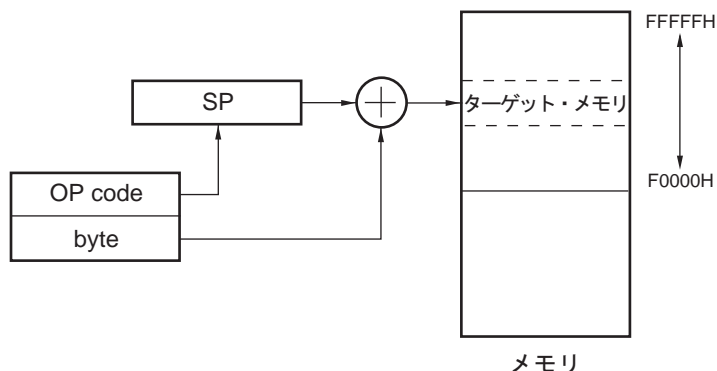 FFFFFH
SP
ターゲット・メモリ
OP code
F0000H
byte
メモリ